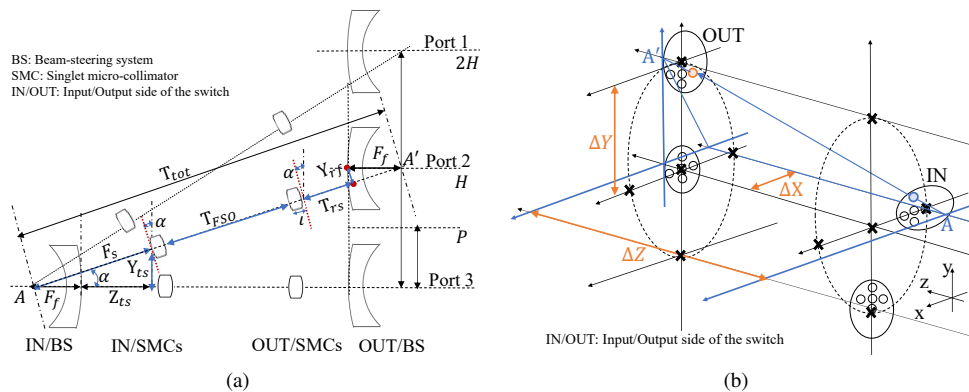 BS: Beam-steering system
SMC: Singlet micro-collimator
IN/OUT: Input/Output side of the switch
Port 1
2H
T_tot
α
Y_rf
F_f
A′
Port 2
H
T_rs
T_FSO
α
ι
F_s
α
Y_ts
P
A
F_f
Z_ts
Port 3
IN/BS
IN/SMCs
OUT/SMCs
OUT/BS
(a)
OUT
A′
ΔY
IN
ΔX
A
ΔZ
y
z
x
IN/OUT: Input/Output side of the switch
(b)